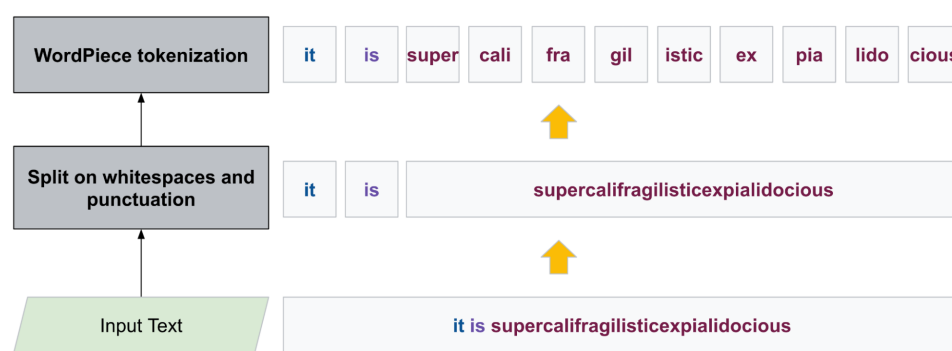 WordPiece tokenization
it is super cali fra gil istic ex pia lido cious
Split on whitespaces and
punctuation
it is supercalifragilisticexpialidocious
Input Text
it is supercalifragilisticexpialidocious